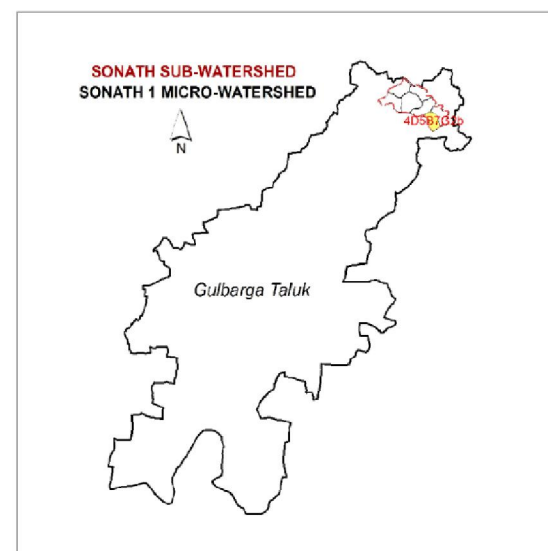 SONATH SUB-WATERSHED
SONATH 1 MICRO-WATERSHED
N
Gulbarga Taluk